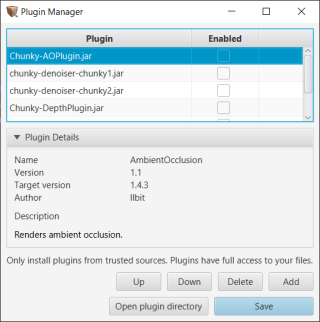 Plugin Manager
Plugin Enabled
Chunky-AOPlugin.jar
chunky-denoiser-chunky1.jar
chunky-denoiser-chunky2.jar
Chunky-DepthPlugin.jar
Plugin Details
Name AmbientOcclusion
Version 1.1
Target version 1.4.3
Author llbit
Description
Renders ambient occlusion.
Only install plugins from trusted sources. Plugins have full access to your files.
Up Down Delete Add
Open plugin directory Save